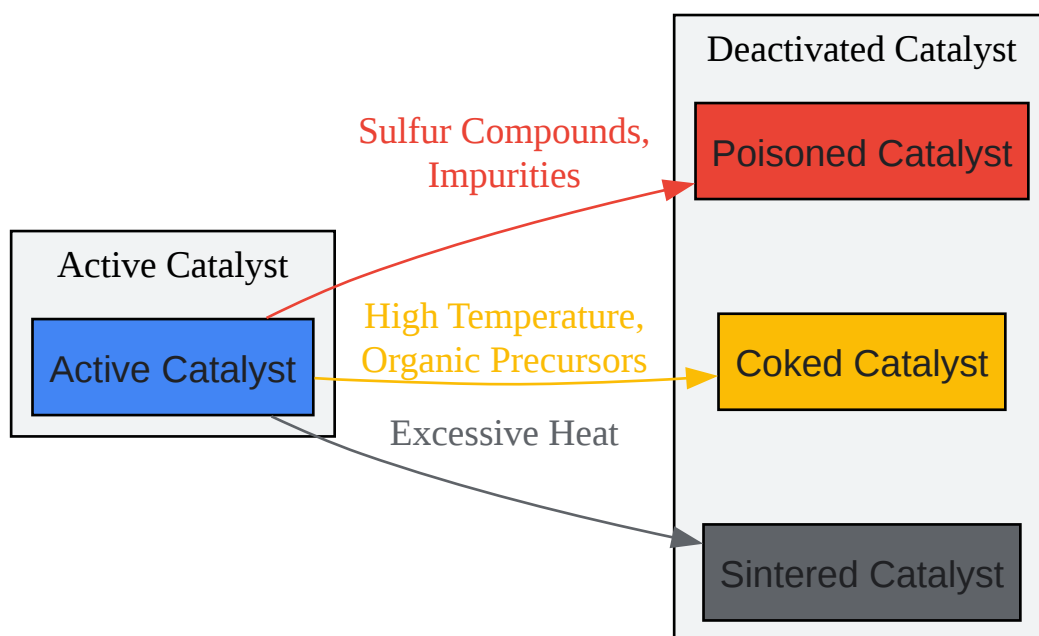 Deactivated Catalyst
Sulfur Compounds,
Impurities
Poisoned Catalyst
Active Catalyst
Active Catalyst
High Temperature,
Organic Precursors
Coked Catalyst
Excessive Heat
Sintered Catalyst